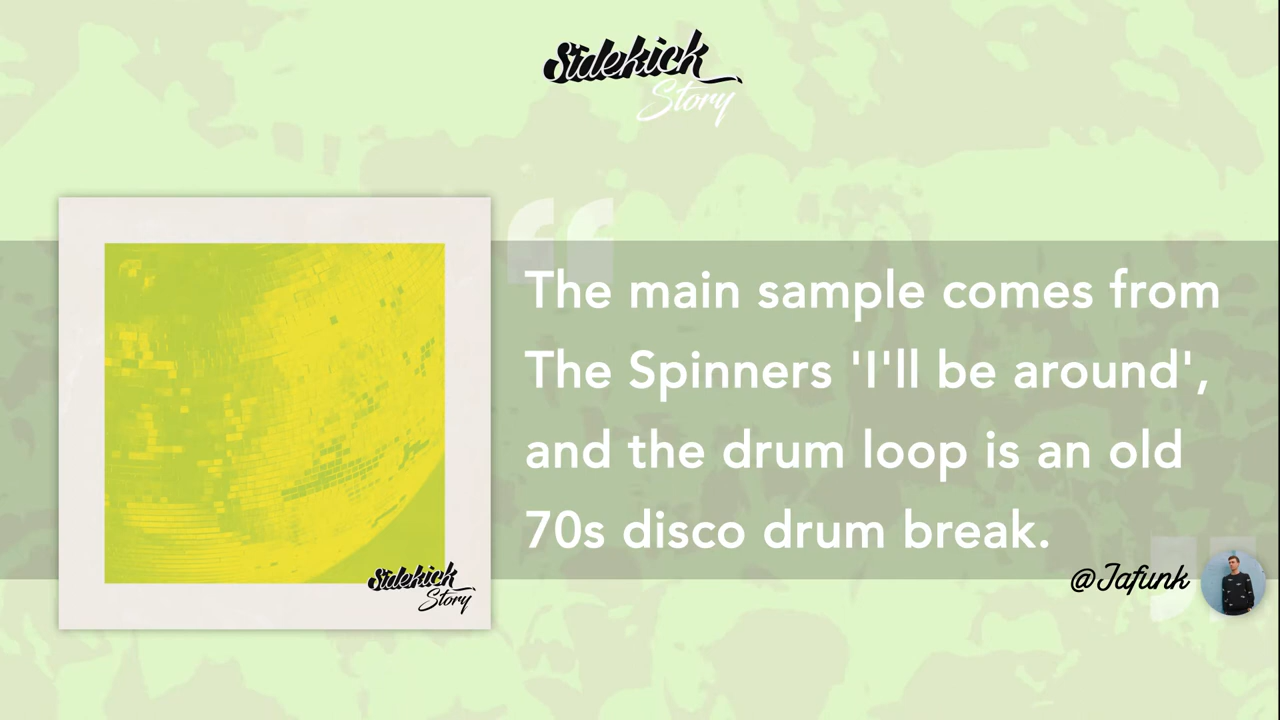 Sidekick
Story
“
The main sample comes from
The Spinners 'I'll be around',
and the drum loop is an old
70s disco drum break.
”
@Jafunk
Sidekick
Story